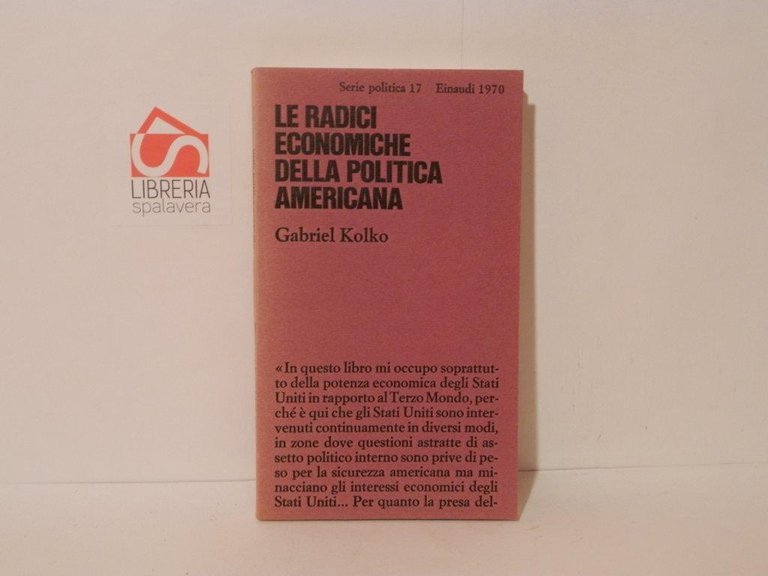 LIBRERIA
spalavera
Serie politica 17 Einaudi 1970
LE RADICI
ECONOMICHE
DELLA POLITICA
AMERICANA
Gabriel Kolko
«In questo libro mi occupo soprattut-
to della potenza economica degli Stati
Uniti in rapporto al Terzo Mondo, per-
ché è qui che gli Stati Uniti sono inter-
venuti continuamente in diversi modi,
in zone dove questioni astratte di as-
setto politico interno sono prive di pe-
so per la sicurezza americana ma mi-
nacciano gli interessi economici degli
Stati Uniti... Per quanto la presa del-